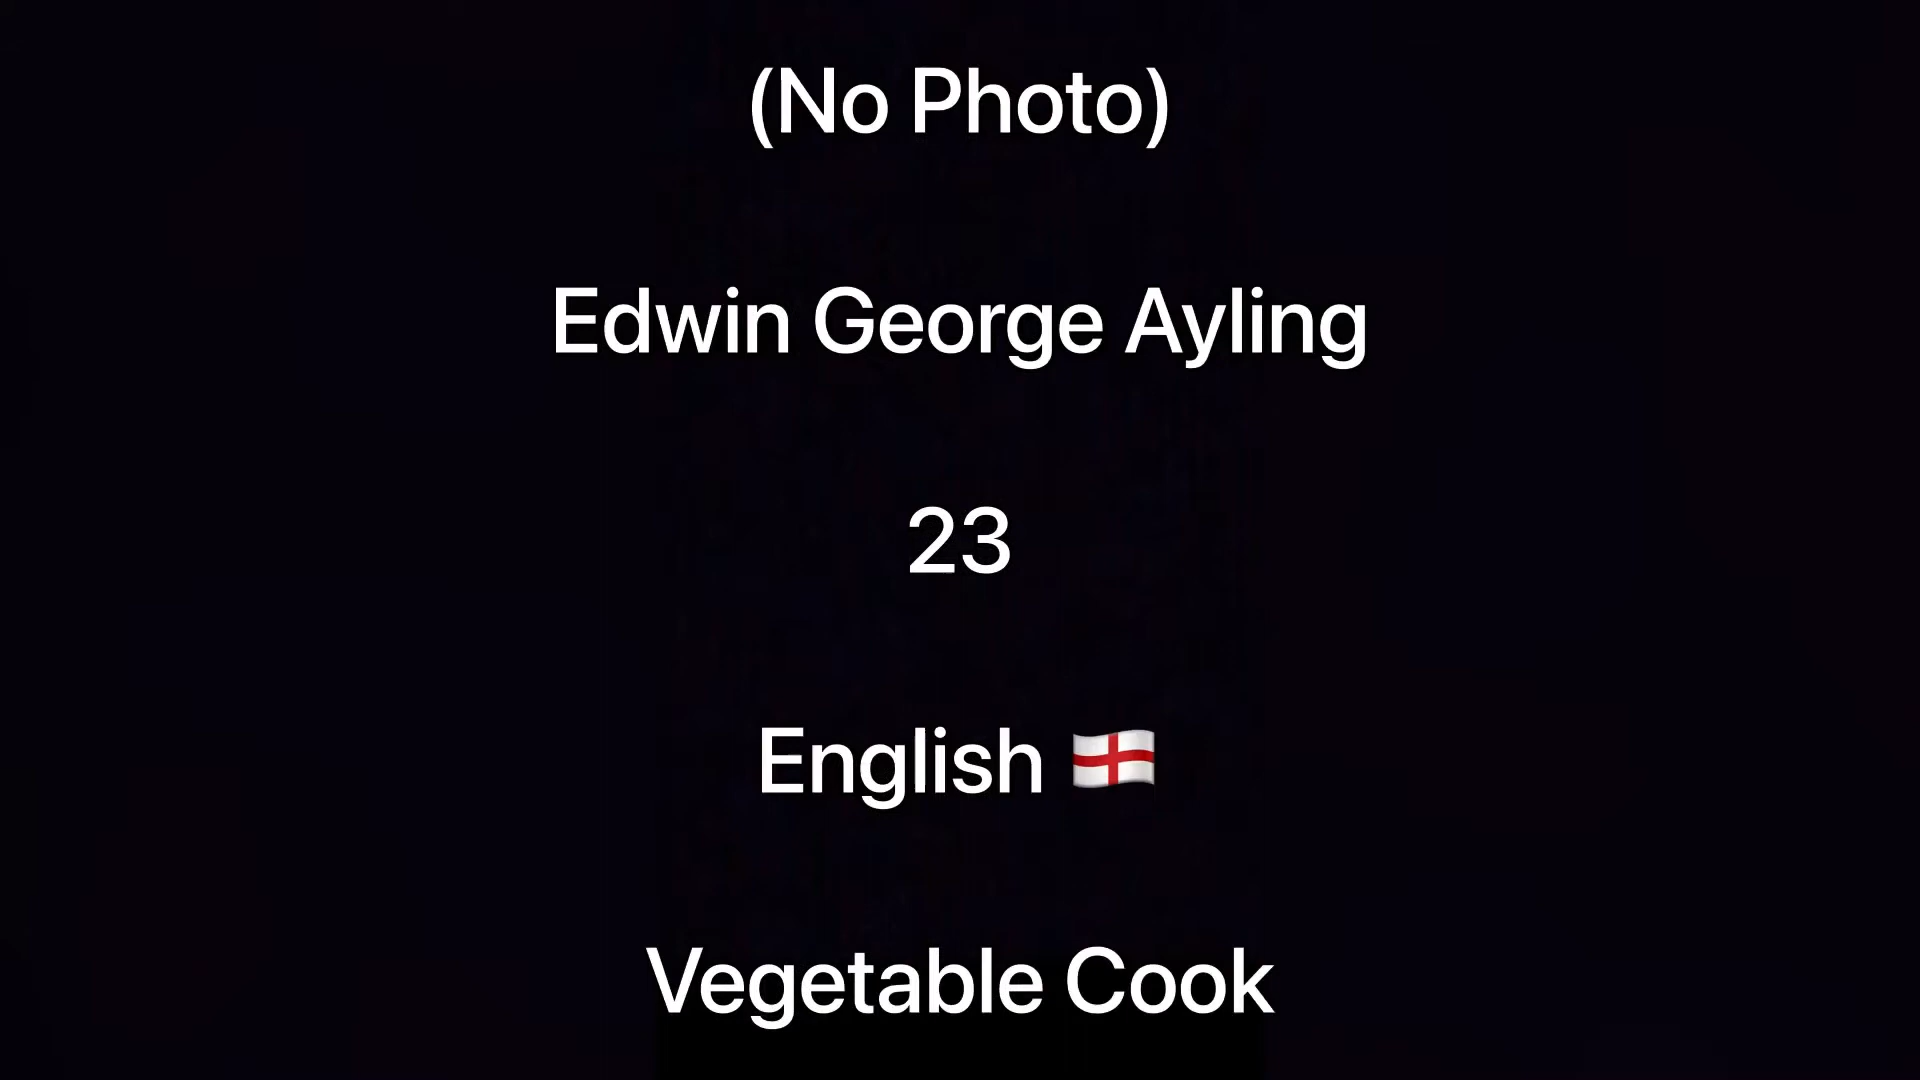 (No Photo)
Edwin George Ayling
23
English 🏴󠁧󠁢󠁥󠁮󠁧󠁿
Vegetable Cook